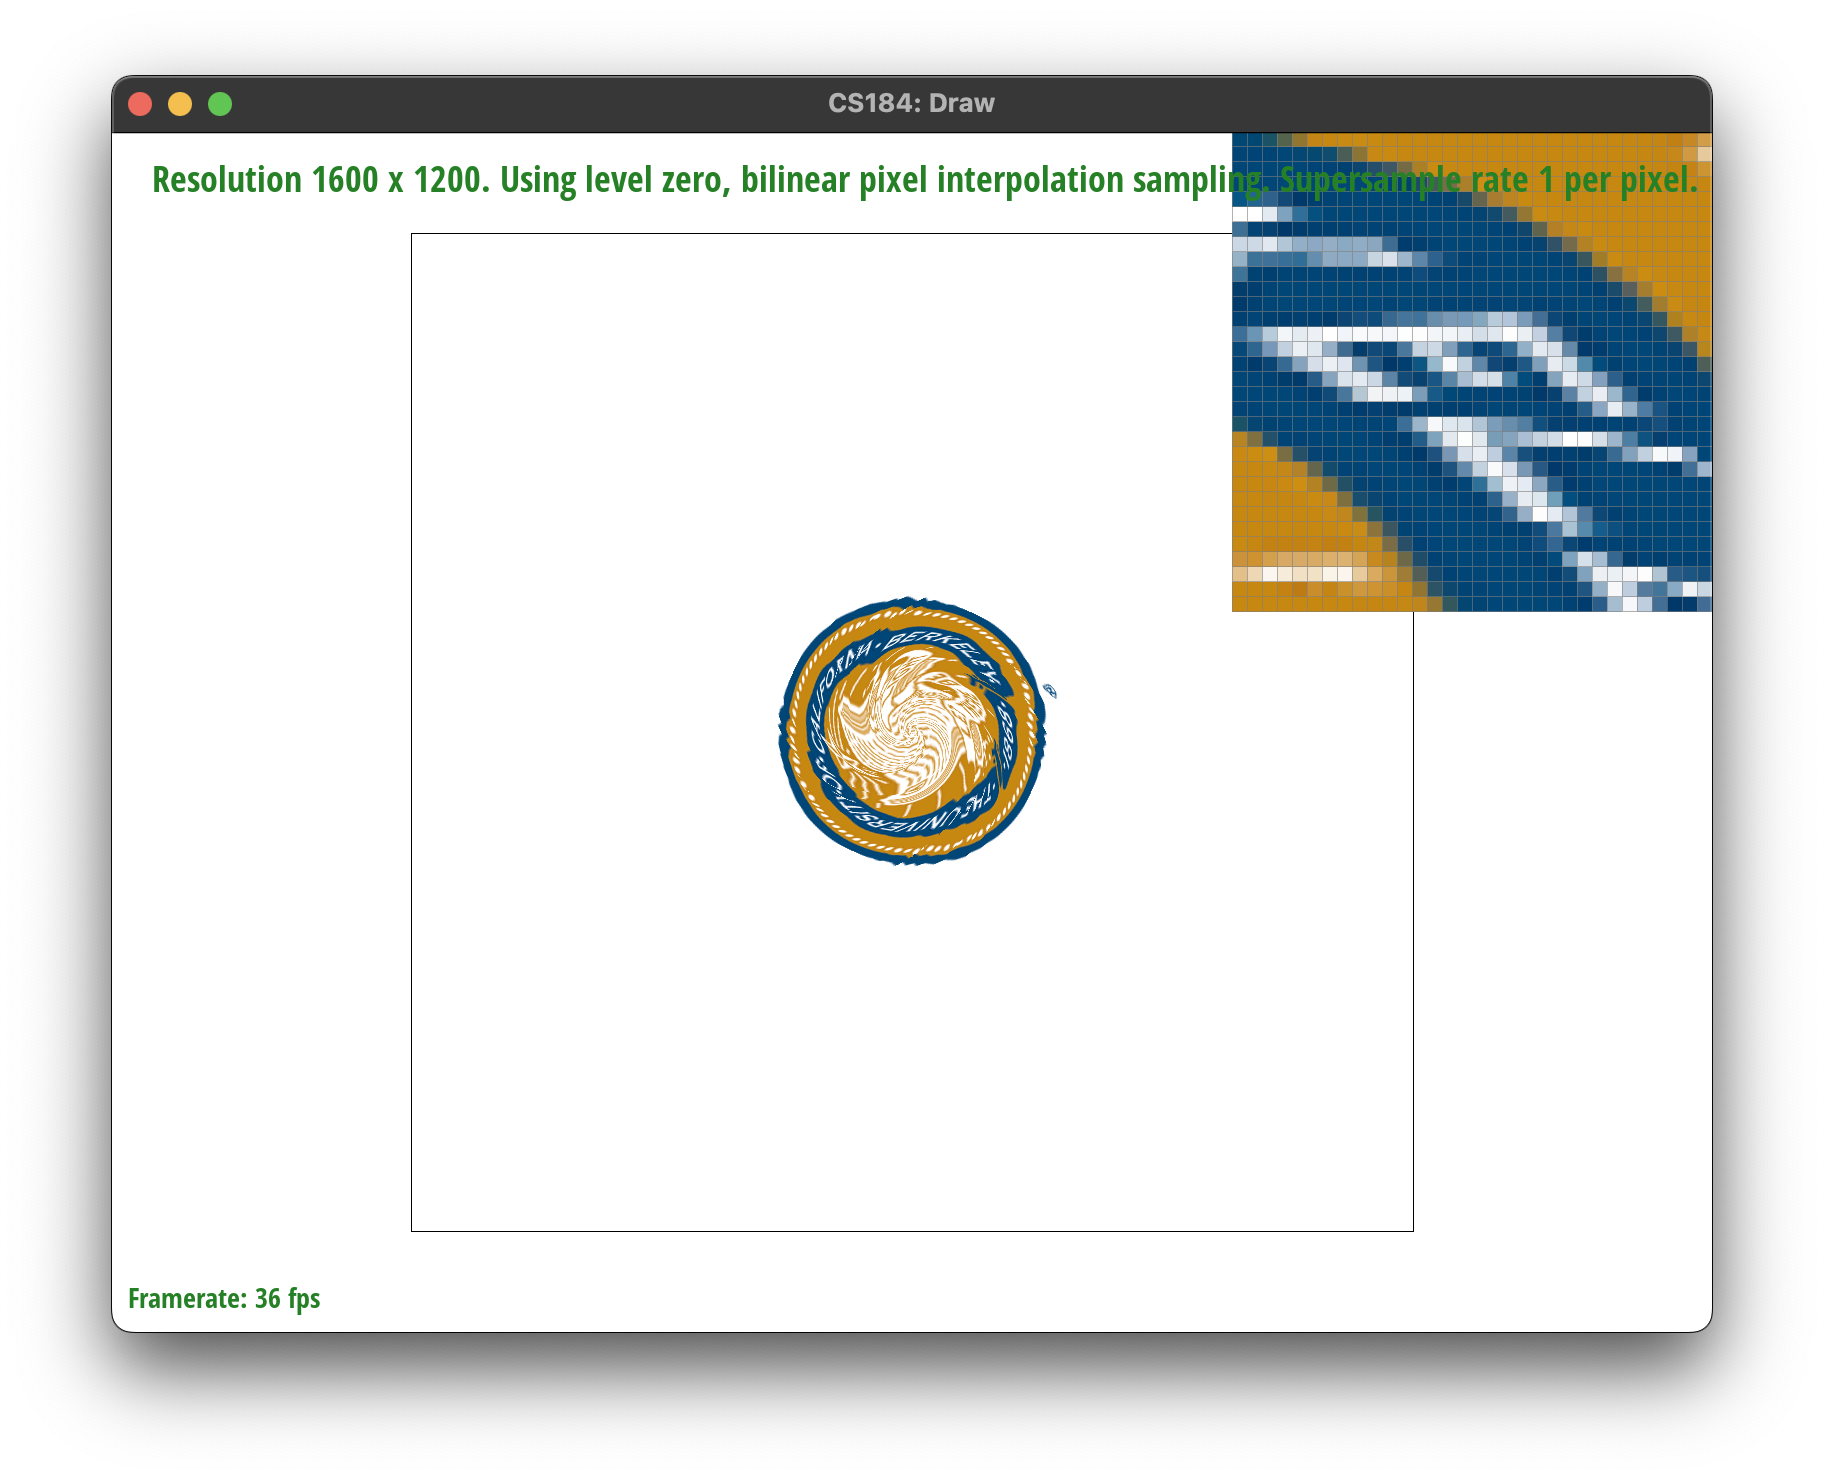 CS184: Draw
Resolution 1600 x 1200. Using level zero, bilinear pixel interpolation sampling. Supersample rate 1 per pixel.
CALIFORNIA · BERKELEY
THE UNIVERSITY OF
®
Framerate: 36 fps